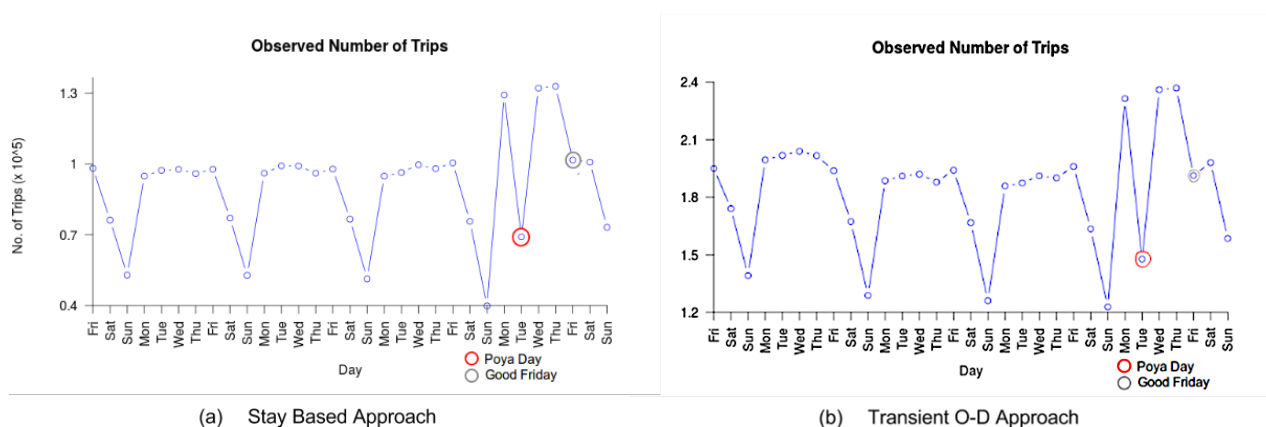 Observed Number of Trips
No. of Trips (x 10^5)
1.3
1
0.7
0.4
Fri Sat Sun Mon Tue Wed Thu Fri Sat Sun Mon Tue Wed Thu Fri Sat Sun Mon Tue Wed Thu Fri Sat Sun Mon Tue Wed Thu Fri Sat Sun
Poya Day
Good Friday
Day
(a) Stay Based Approach
Observed Number of Trips
2.4
2.1
1.8
1.5
1.2
Fri Sat Sun Mon Tue Wed Thu Fri Sat Sun Mon Tue Wed Thu Fri Sat Sun Mon Tue Wed Thu Fri Sat Sun Mon Tue Wed Thu Fri Sat Sun
Day
Poya Day
Good Friday
(b) Transient O-D Approach